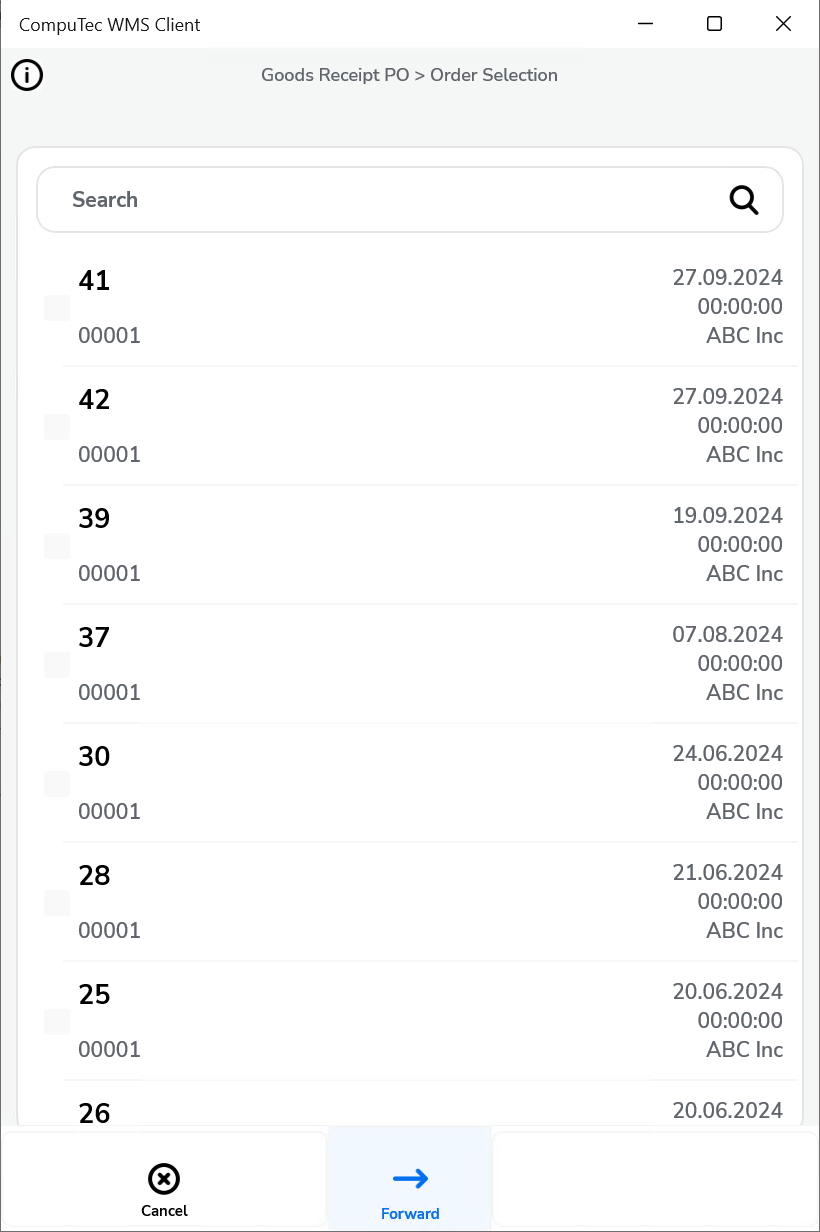 CompuTec WMS Client
Goods Receipt PO > Order Selection
Search
41
27.09.2024
00:00:00
00001
ABC Inc
42
27.09.2024
00:00:00
00001
ABC Inc
39
19.09.2024
00:00:00
00001
ABC Inc
37
07.08.2024
00:00:00
00001
ABC Inc
30
24.06.2024
00:00:00
00001
ABC Inc
28
21.06.2024
00:00:00
00001
ABC Inc
25
20.06.2024
00:00:00
00001
ABC Inc
26
20.06.2024
Cancel
Forward